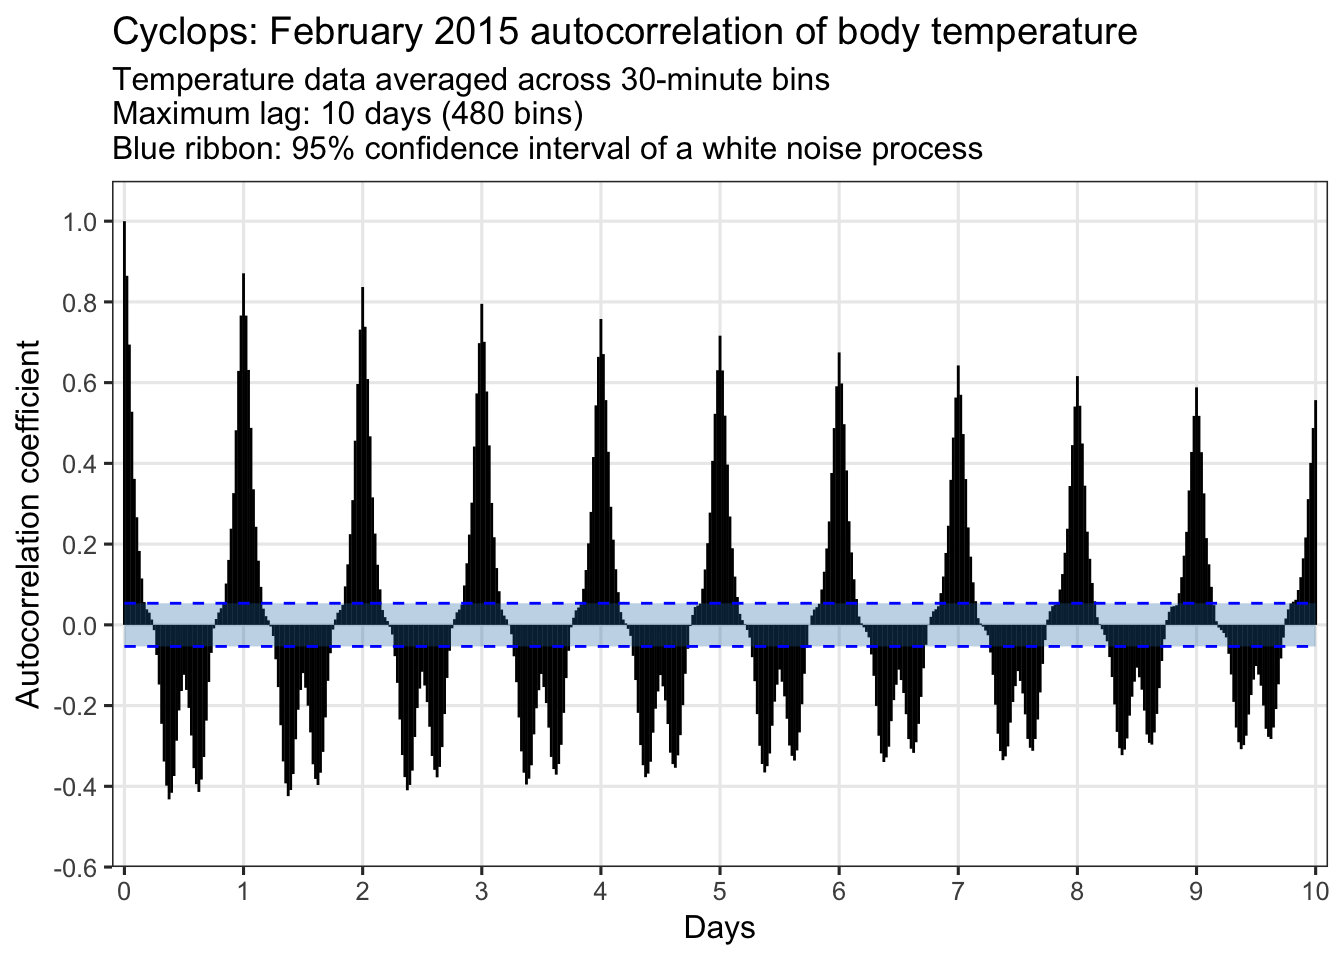 Cyclops: February 2015 autocorrelation of body temperature
Temperature data averaged across 30-minute bins
Maximum lag: 10 days (480 bins)
Blue ribbon: 95% confidence interval of a white noise process
Autocorrelation coefficient
1.0
0.8
0.6
0.4
0.2
0.0
-0.2
-0.4
-0.6
0 1 2 3 4 5 6 7 8 9 10
Days